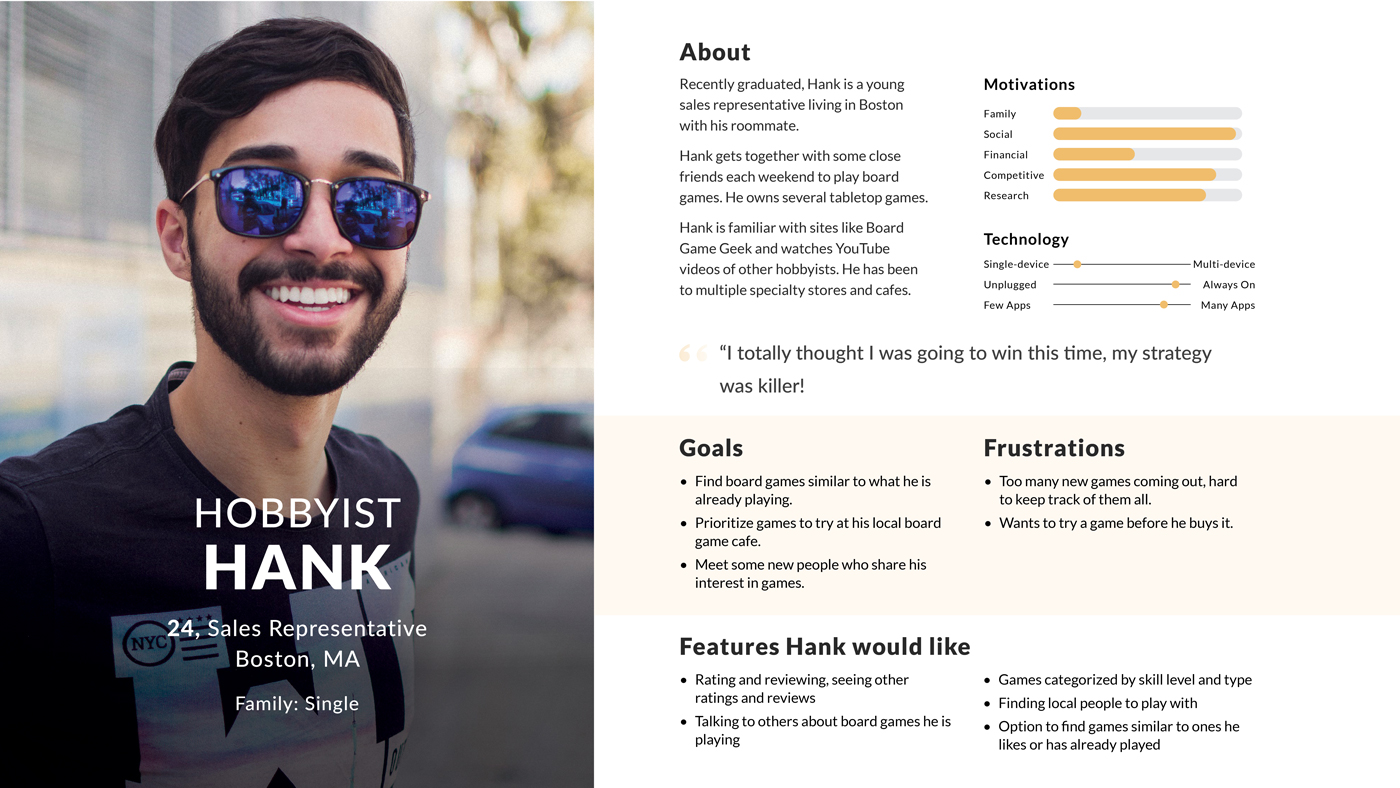 HOBBYIST
HANK
24, Sales Representative
Boston, MA
Family: Single
NYC
About
Recently graduated, Hank is a young
sales representative living in Boston
with his roommate.
Hank gets together with some close
friends each weekend to play board
games. He owns several tabletop games.
Hank is familiar with sites like Board
Game Geek and watches YouTube
videos of other hobbyists. He has been
to multiple specialty stores and cafes.
Motivations
Family
Social
Financial
Competitive
Research
Technology
Single-device Multi-device
Unplugged Always On
Few Apps Many Apps
“I totally thought I was going to win this time, my strategy
was killer!
Goals
• Find board games similar to what he is
already playing.
• Prioritize games to try at his local board
game cafe.
• Meet some new people who share his
interest in games.
Frustrations
• Too many new games coming out, hard
to keep track of them all.
• Wants to try a game before he buys it.
Features Hank would like
• Rating and reviewing, seeing other
ratings and reviews
• Talking to others about board games he is
playing
• Games categorized by skill level and type
• Finding local people to play with
• Option to find games similar to ones he
likes or has already played